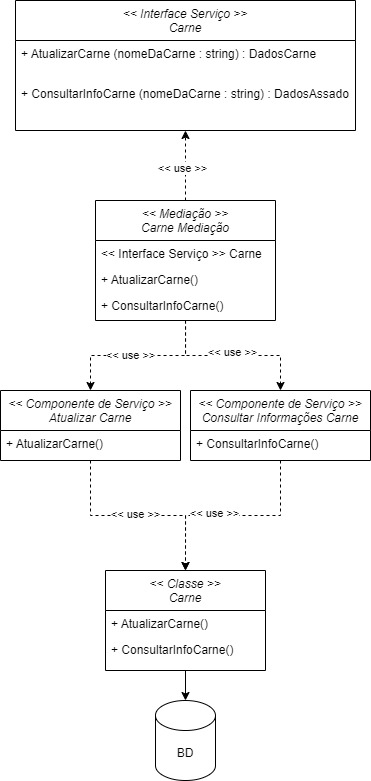 << Interface Serviço >>
Carne
+ AtualizarCarne (nomeDaCarne : string) : DadosCarne
+ ConsultarInfoCarne (nomeDaCarne : string) : DadosAssado
<< use >>
<< Mediação >>
Carne Mediação
<< Interface Serviço >> Carne
+ AtualizarCarne()
+ ConsultarInfoCarne()
<< use >>
<< use >>
<< Componente de Serviço >>
Atualizar Carne
+ AtualizarCarne()
<< Componente de Serviço >>
Consultar Informações Carne
+ ConsultarInfoCarne()
<< use >>
<< use >>
<< Classe >>
Carne
+ AtualizarCarne()
+ ConsultarInfoCarne()
BD